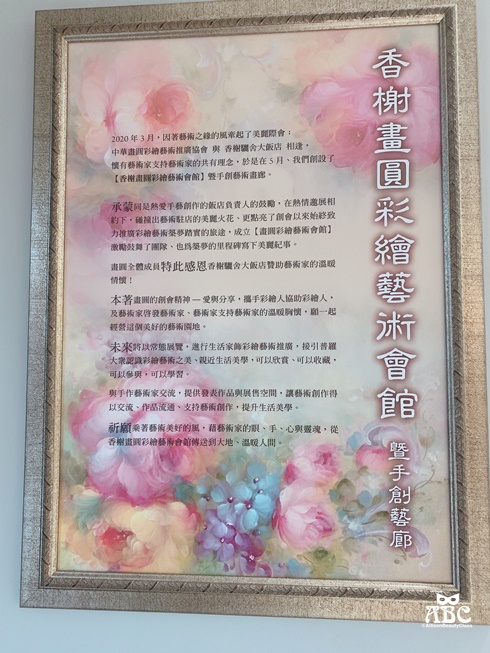 香榭畫圓彩繪藝術會館
暨手創藝廊
2020 年 3 月，因著藝術之緣的風牽起了美麗際會：
中華畫圓彩繪藝術推廣協會 與 香榭驪舍大飯店 相逢，
懷有藝術家支持藝術家的共有理念，於是在 5 月、我們創設了
【香榭畫圓彩繪藝術會館】暨手創藝術畫廊。
承蒙同是熱愛手藝創作的飯店負責人的鼓勵，在熱情邀展相
約下，碰撞出藝術駐店的美麗火花、更點亮了創會以來始終致
力推廣彩繪藝術築夢踏實的旅途，成立【畫圓彩繪藝術會館】
激勵鼓舞了團隊、也為築夢的里程碑寫下美麗紀事。
畫圓全體成員特此感恩香榭驪舍大飯店贊助藝術家的溫暖
情懷！
本著畫圓的創會精神 — 愛與分享，攜手彩繪人協助彩繪人，
及藝術家啓發藝術家、藝術家支持藝術家的溫暖胸懷，願一起
經營這個美好的藝術園地。
未來將以常態展覽，進行生活家飾彩繪藝術推廣，接引普羅
大眾認識彩繪藝術之美、親近生活美學，可以欣賞、可以收藏，
可以參與，可以學習。
與手作藝術家交流，提供發表作品與展售空間，讓藝術創作得
以交流、作品流通、支持藝術創作，提升生活美學。
祈願乘著藝術美好的風，藉藝術家的眼、手、心與靈魂，從
香榭畫圓彩繪藝術會館傳送到大地、溫暖人間。
ABC
©AllisonBeautyClass